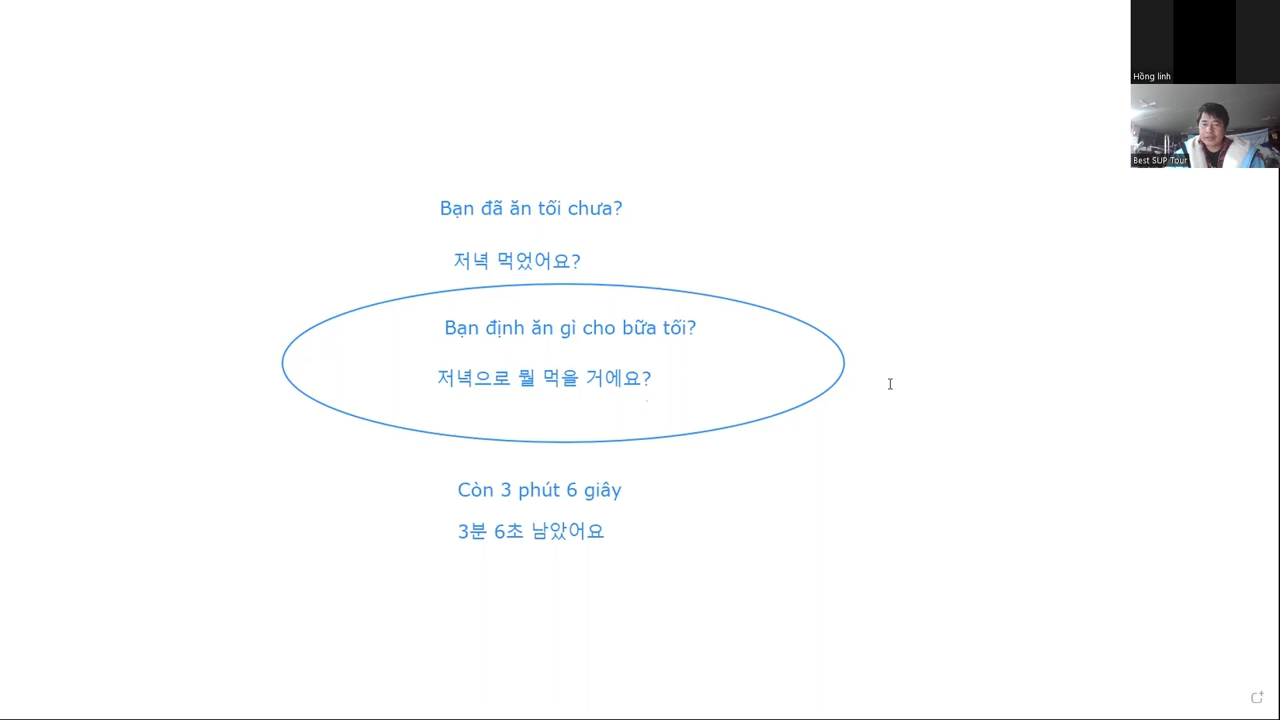 Hồng linh
Best SUP Tour
Bạn đã ăn tối chưa?
저녁 먹었어요?
Bạn định ăn gì cho bữa tối?
저녁으로 뭘 먹을 거에요?
Còn 3 phút 6 giây
3분 6초 남았어요